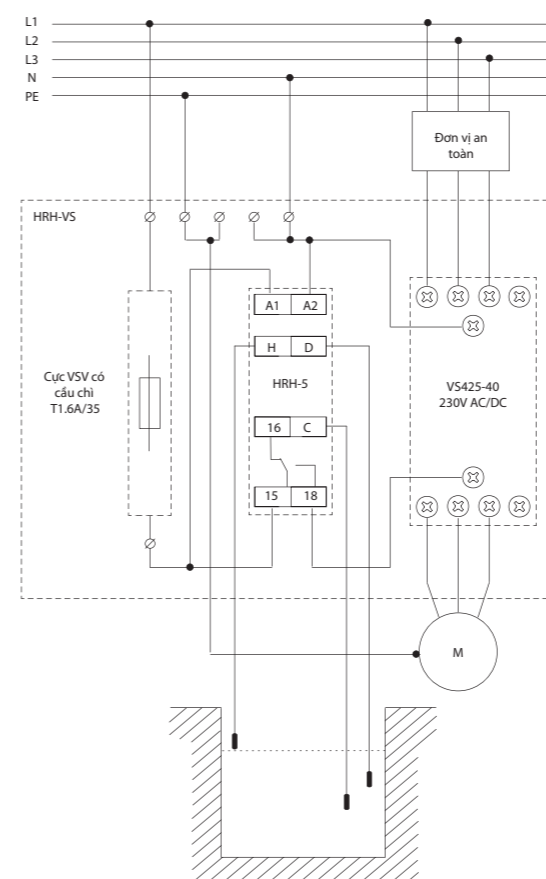 L1
L2
L3
N
PE
Đơn vị an
toàn
HRH-VS
A1 A2
H D
HRH-5
16 C
15 18
Cực VSV có
cầu chì
T1.6A/35
VS425-40
230V AC/DC
M